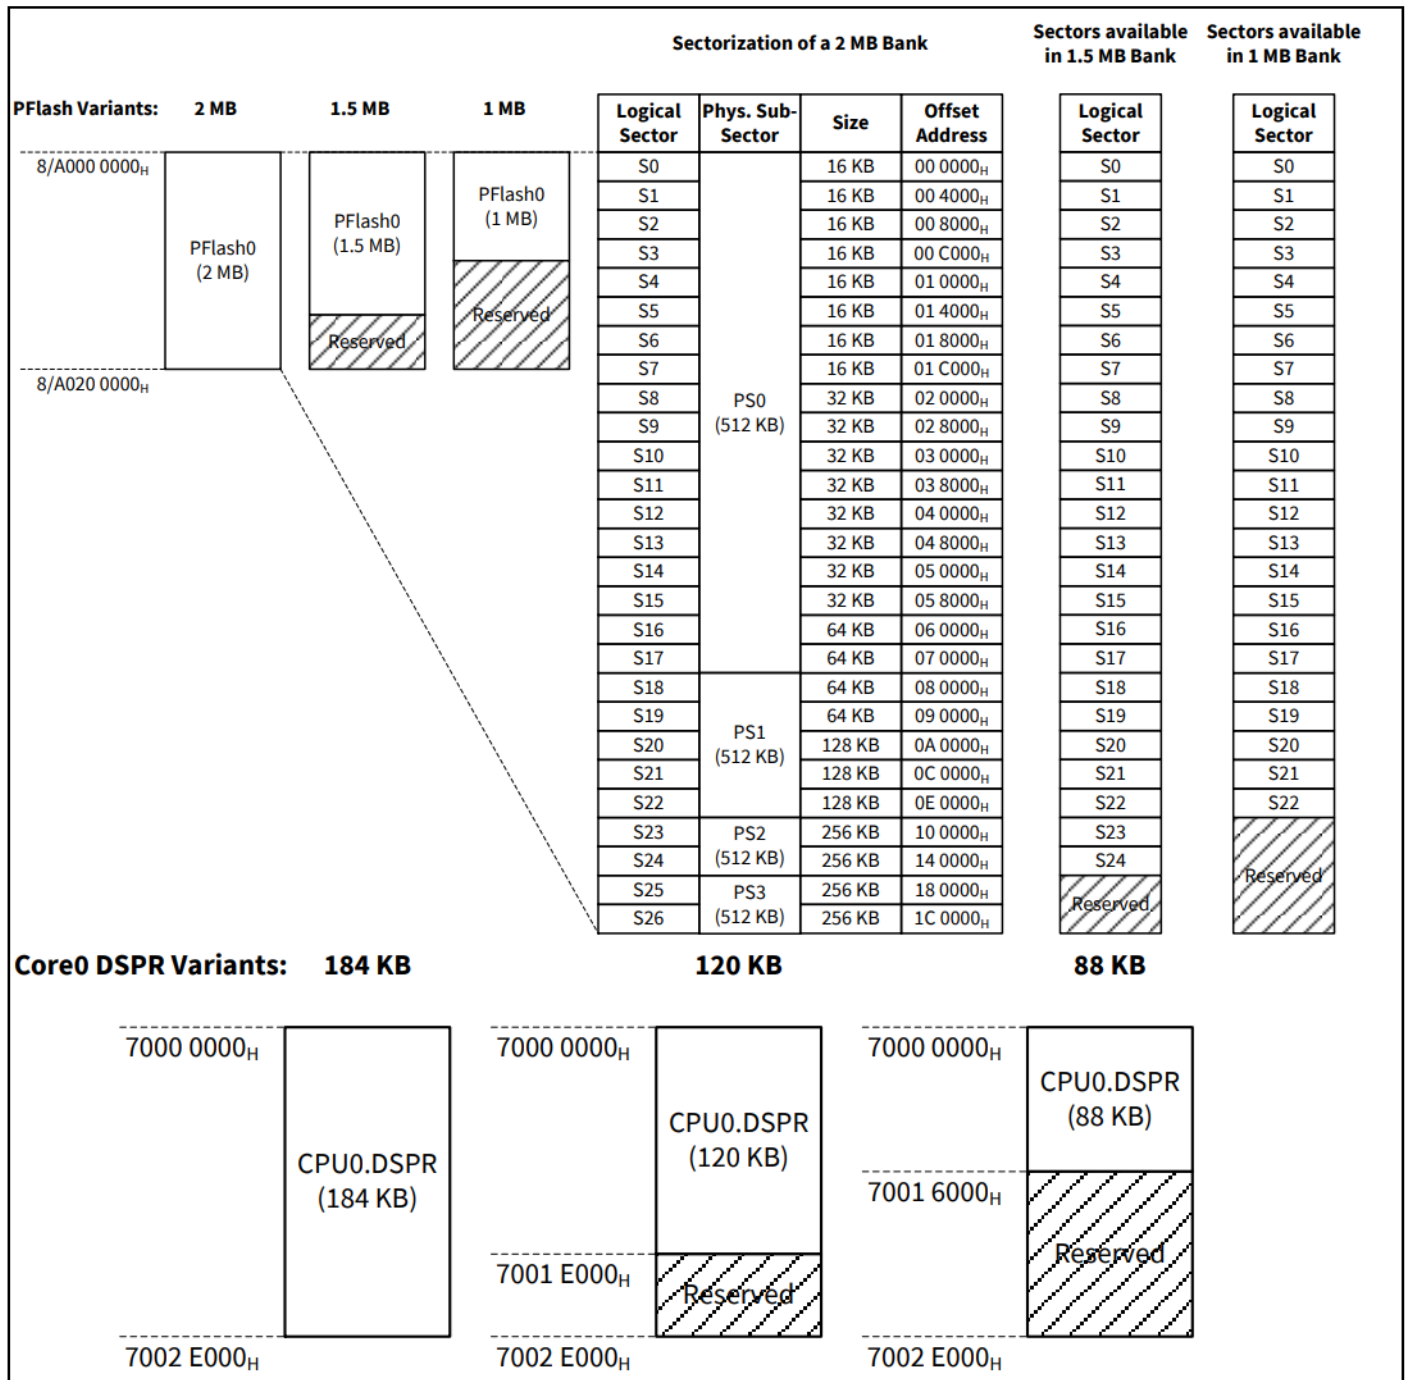 Sectorization of a 2 MB Bank
Sectors available
in 1.5 MB Bank
Sectors available
in 1 MB Bank
PFlash Variants: 2 MB 1.5 MB 1 MB
Logical Sector Phys. Sub-Sector Size Offset Address
Logical Sector
Logical Sector
8/A000 0000H
8/A020 0000H
PFlash0
(2 MB)
PFlash0
(1.5 MB)
Reserved
PFlash0
(1 MB)
Reserved
S0 16 KB 00 0000H S0 S0
S1 16 KB 00 4000H S1 S1
S2 16 KB 00 8000H S2 S2
S3 16 KB 00 C000H S3 S3
S4 16 KB 01 0000H S4 S4
S5 16 KB 01 4000H S5 S5
S6 16 KB 01 8000H S6 S6
S7 16 KB 01 C000H S7 S7
S8 PS0 32 KB 02 0000H S8 S8
S9 (512 KB) 32 KB 02 8000H S9 S9
S10 32 KB 03 0000H S10 S10
S11 32 KB 03 8000H S11 S11
S12 32 KB 04 0000H S12 S12
S13 32 KB 04 8000H S13 S13
S14 32 KB 05 0000H S14 S14
S15 32 KB 05 8000H S15 S15
S16 64 KB 06 0000H S16 S16
S17 64 KB 07 0000H S17 S17
S18 64 KB 08 0000H S18 S18
S19 PS1 64 KB 09 0000H S19 S19
S20 (512 KB) 128 KB 0A 0000H S20 S20
S21 128 KB 0C 0000H S21 S21
S22 128 KB 0E 0000H S22 S22
S23 PS2 256 KB 10 0000H S23
S24 (512 KB) 256 KB 14 0000H S24 Reserved
S25 PS3 256 KB 18 0000H Reserved
S26 (512 KB) 256 KB 1C 0000H
Core0 DSPR Variants: 184 KB 120 KB 88 KB
7000 0000H
CPU0.DSPR
(184 KB)
7002 E000H
7000 0000H
CPU0.DSPR
(120 KB)
7001 E000H
Reserved
7002 E000H
7000 0000H
CPU0.DSPR
(88 KB)
7001 6000H
Reserved
7002 E000H